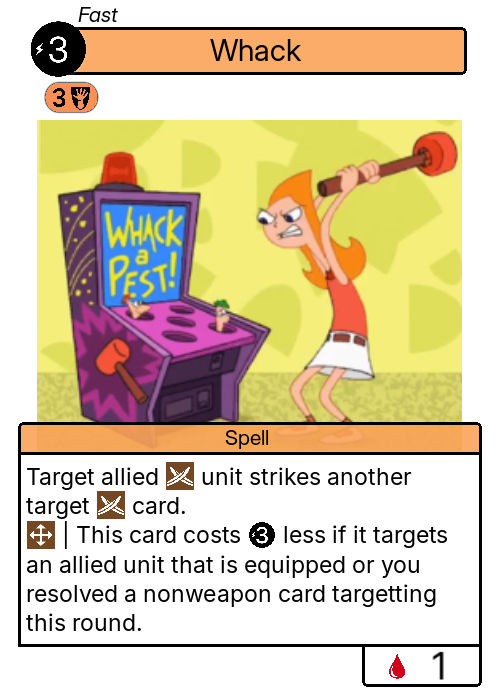 Fast
3 Whack
3
WHACK
a
PEST!
Spell
Target allied unit strikes another
target card.
| This card costs 3 less if it targets
an allied unit that is equipped or you
resolved a nonweapon card targetting
this round.
1